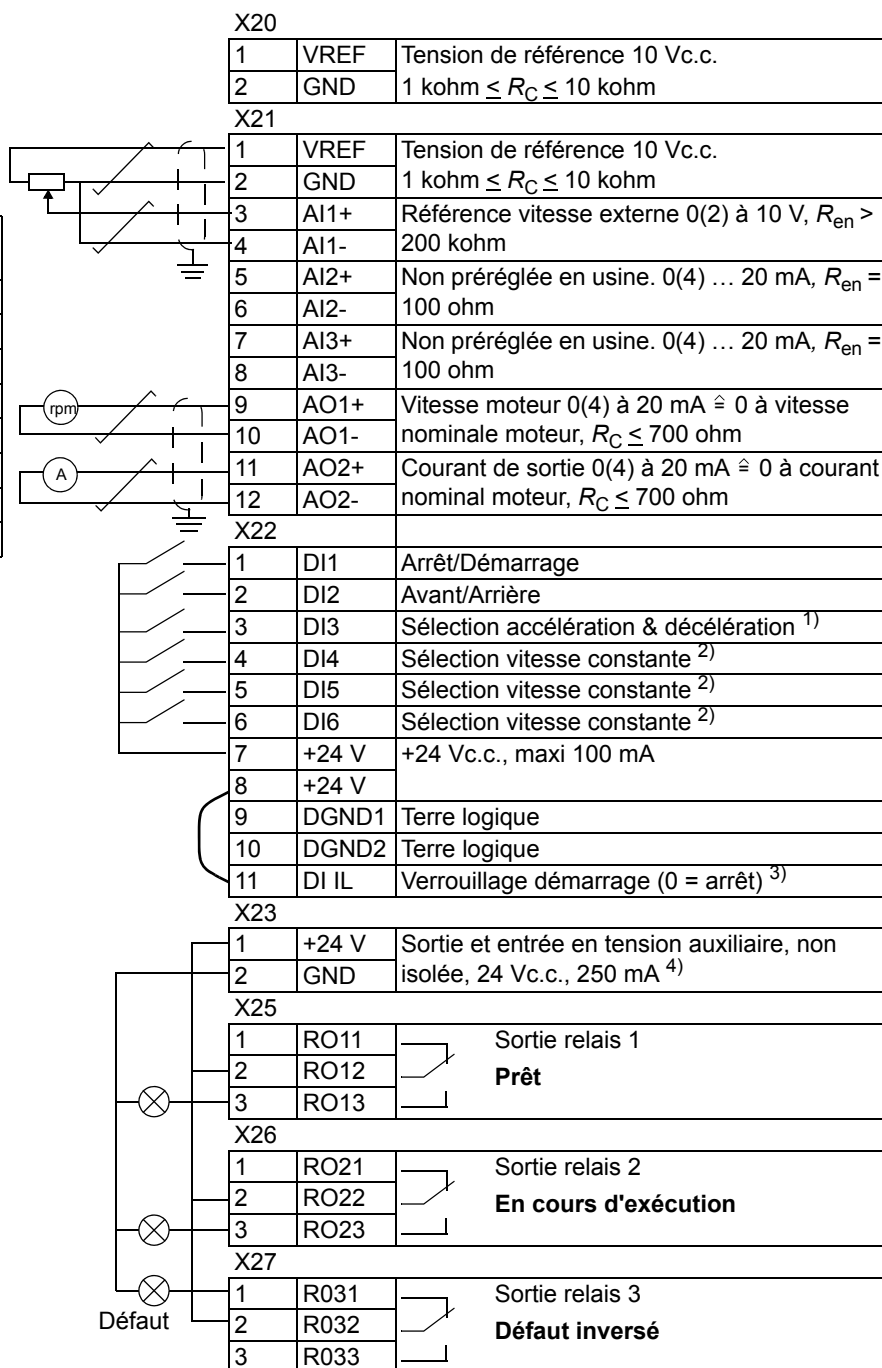 X20
1 VREF Tension de référence 10 Vc.c.
2 GND 1 kohm ≤ RC ≤ 10 kohm
X21
1 VREF Tension de référence 10 Vc.c.
2 GND 1 kohm ≤ RC ≤ 10 kohm
3 AI1+ Référence vitesse externe 0(2) à 10 V, Ren >
4 AI1- 200 kohm
5 AI2+ Non préréglée en usine. 0(4) … 20 mA, Ren =
6 AI2- 100 ohm
7 AI3+ Non préréglée en usine. 0(4) … 20 mA, Ren =
8 AI3- 100 ohm
rpm 9 AO1+ Vitesse moteur 0(4) à 20 mA ≙ 0 à vitesse
10 AO1- nominale moteur, RC ≤ 700 ohm
A 11 AO2+ Courant de sortie 0(4) à 20 mA ≙ 0 à courant
12 AO2- nominal moteur, RC ≤ 700 ohm
X22
1 DI1 Arrêt/Démarrage
2 DI2 Avant/Arrière
3 DI3 Sélection accélération & décélération 1)
4 DI4 Sélection vitesse constante 2)
5 DI5 Sélection vitesse constante 2)
6 DI6 Sélection vitesse constante 2)
7 +24 V +24 Vc.c., maxi 100 mA
8 +24 V
9 DGND1 Terre logique
10 DGND2 Terre logique
11 DI IL Verrouillage démarrage (0 = arrêt) 3)
X23
1 +24 V Sortie et entrée en tension auxiliaire, non
2 GND isolée, 24 Vc.c., 250 mA 4)
X25
1 RO11 Sortie relais 1
2 RO12 Prêt
3 RO13
X26
1 RO21 Sortie relais 2
2 RO22 En cours d'exécution
3 RO23
X27
1 R031 Sortie relais 3
Défaut 2 R032 Défaut inversé
3 R033